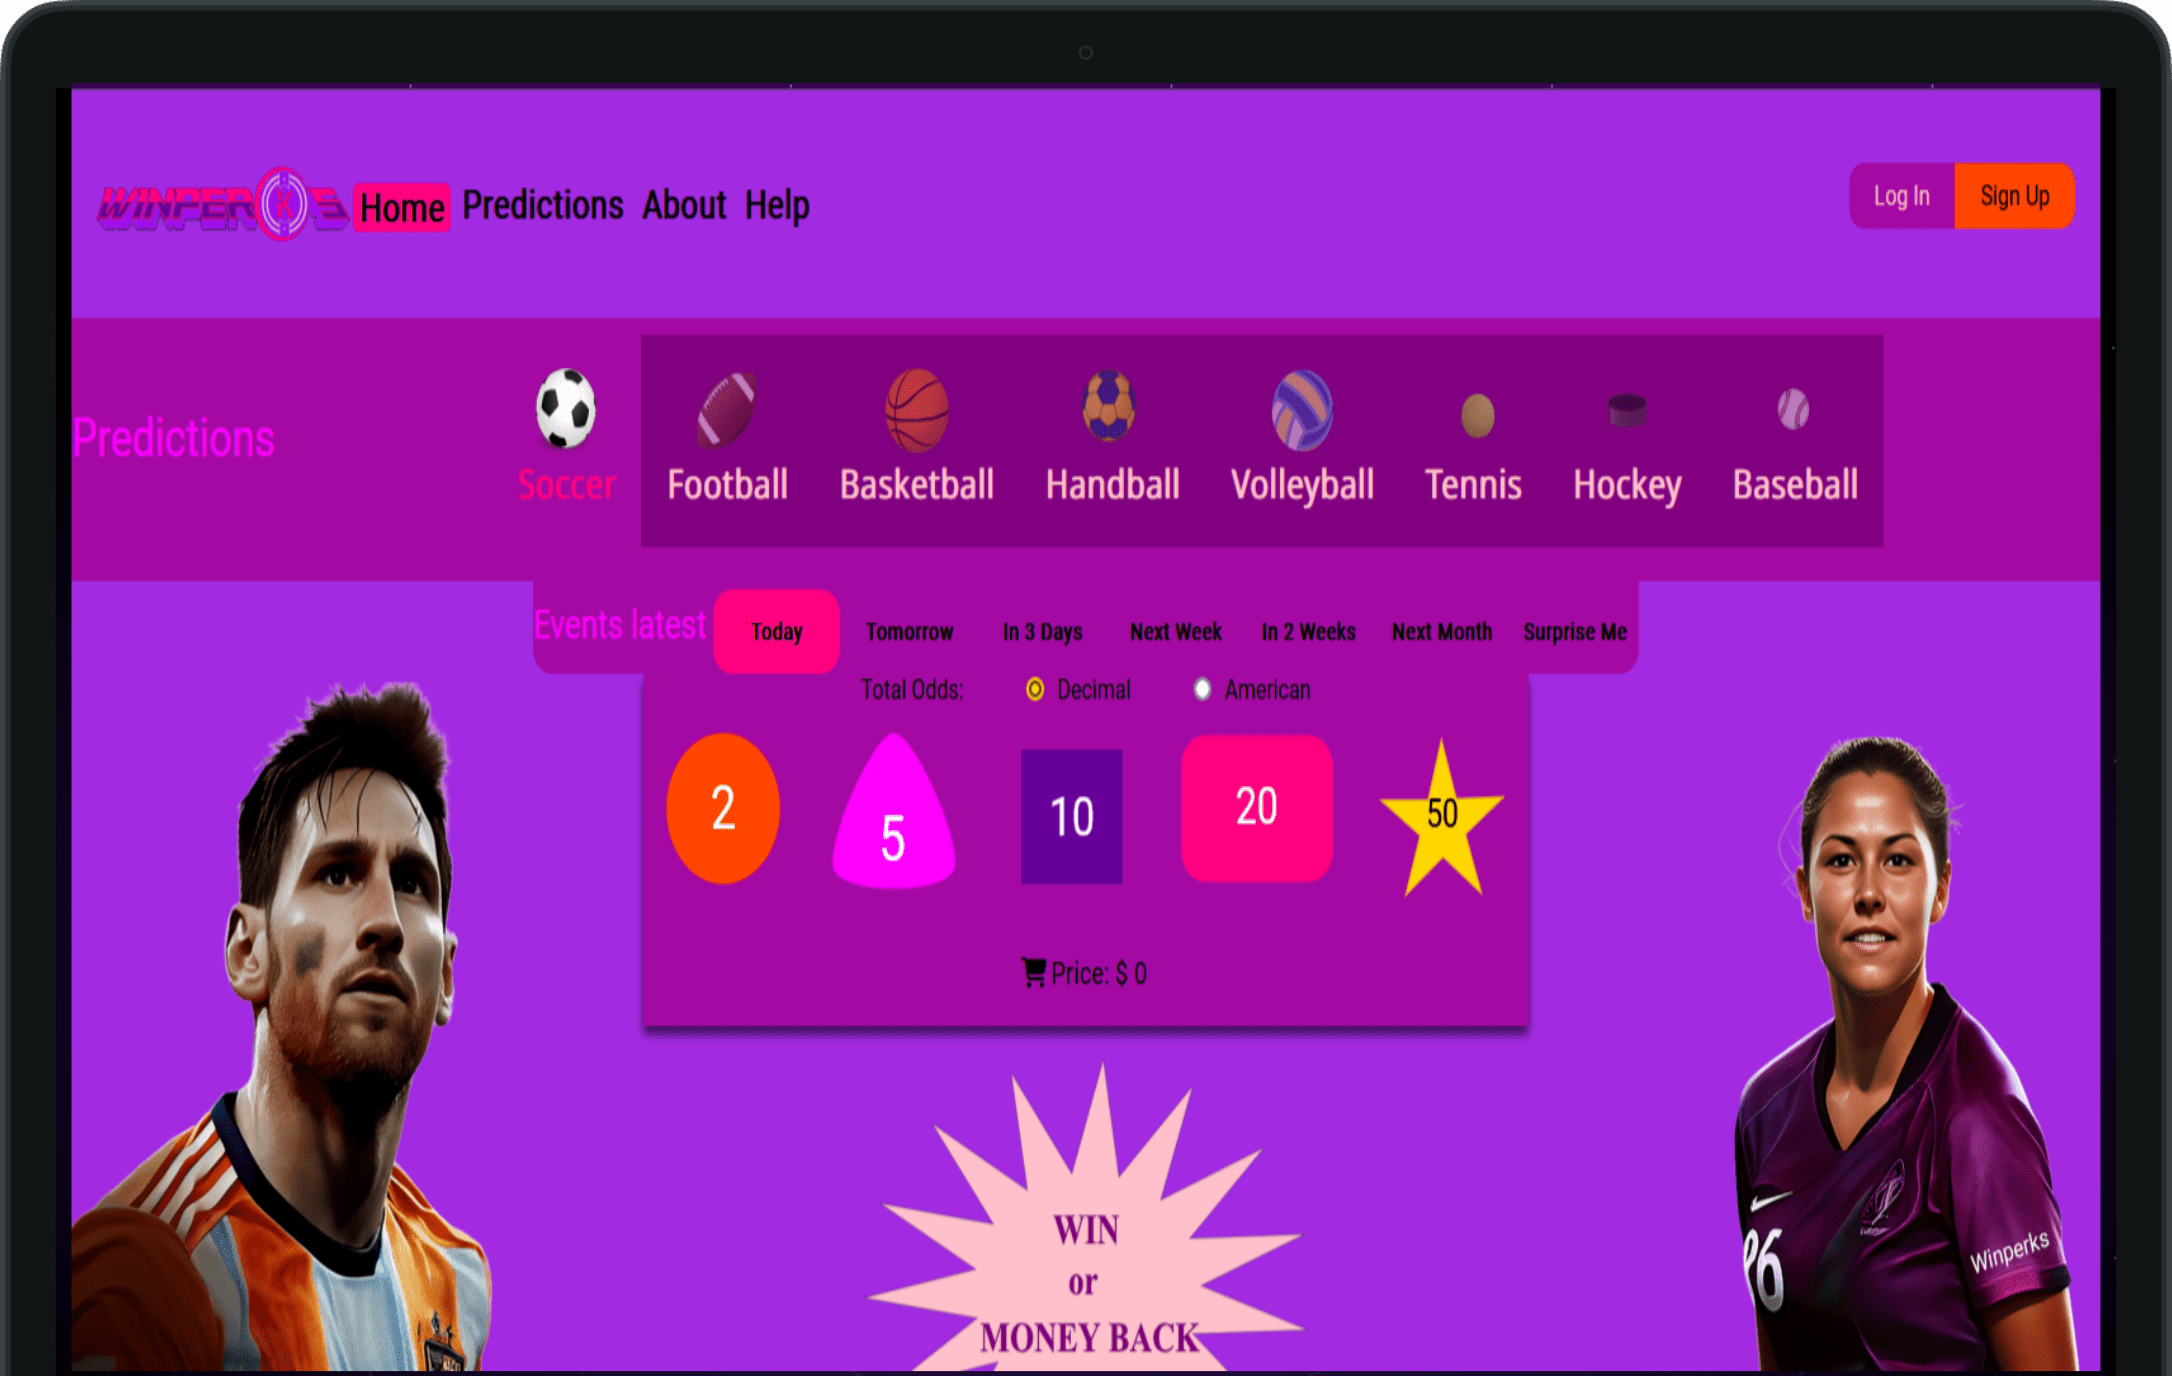 WINPERKS Home Predictions About Help
Log In Sign Up
Predictions
Soccer Football Basketball Handball Volleyball Tennis Hockey Baseball
Events latest Today Tomorrow In 3 Days Next Week In 2 Weeks Next Month Surprise Me
Total Odds: Decimal American
2 5 10 20 50
Price: $ 0
WIN
or
MONEY BACK
Winperks